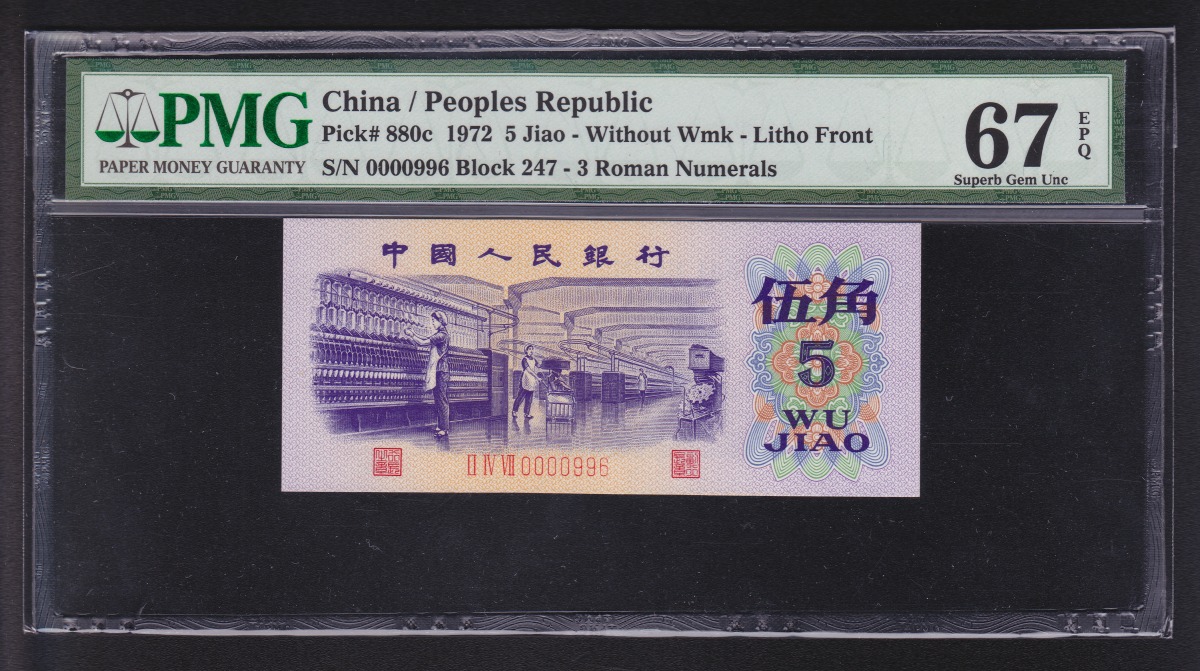 PMG
PAPER MONEY GUARANTY
China / Peoples Republic
Pick# 880c 1972 5 Jiao - Without Wmk - Litho Front
S/N 0000996 Block 247 - 3 Roman Numerals
67
EPQ
Superb Gem Unc
中國人民銀行
伍角
5
WU
JIAO
II IV VII 0000996